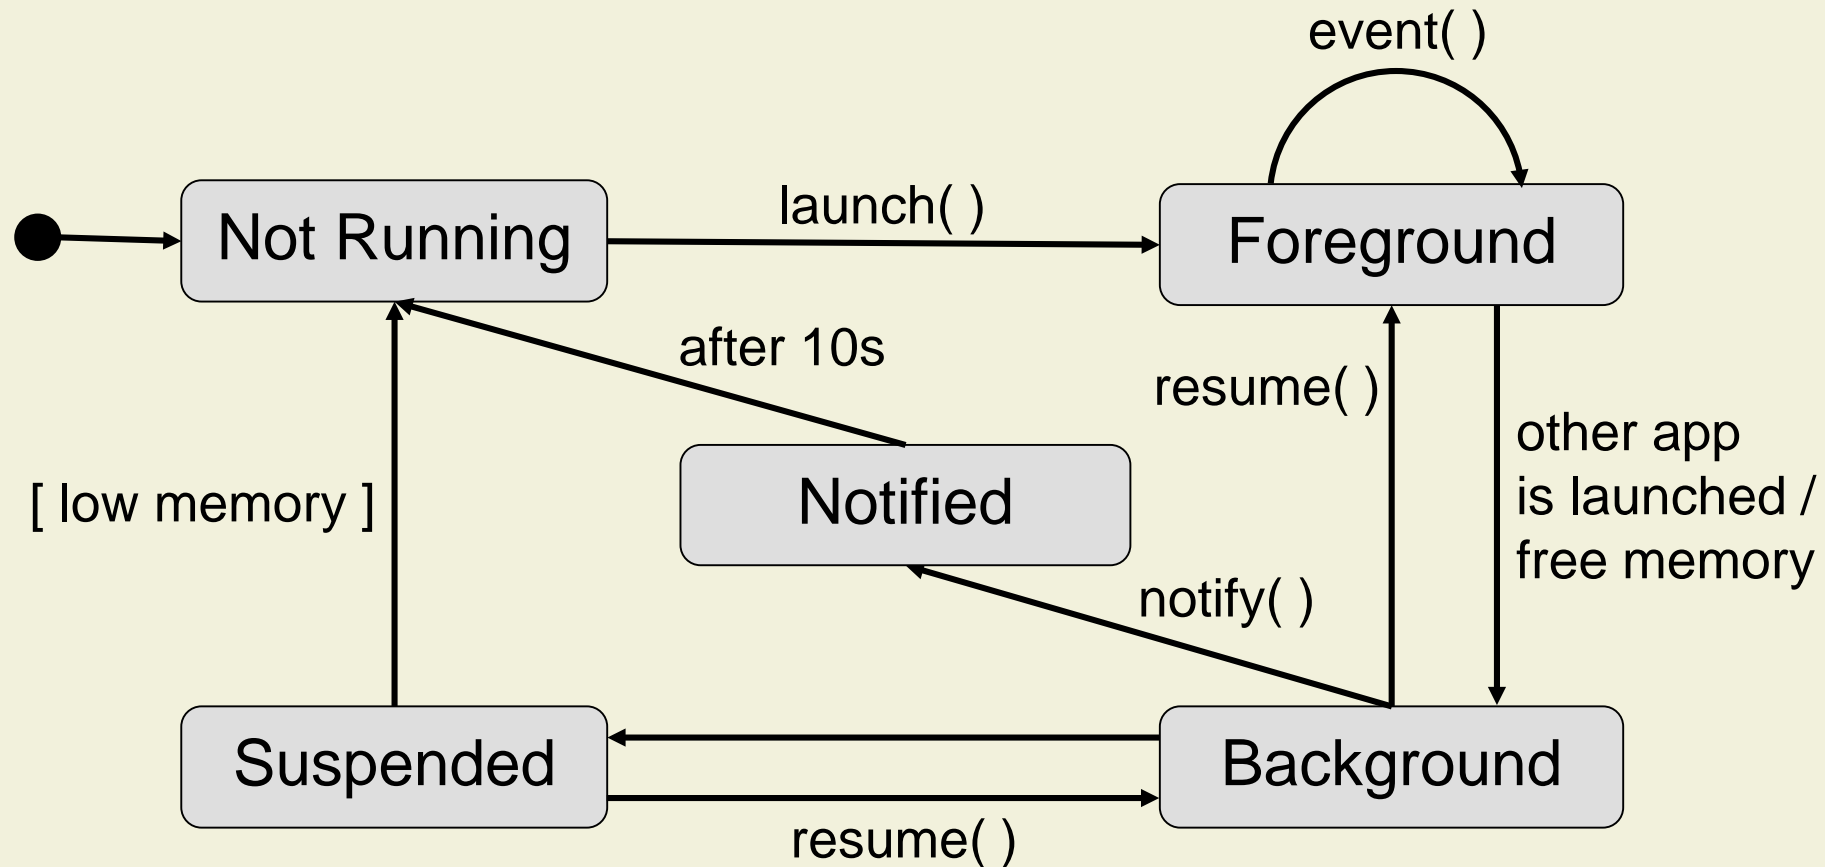 event( )
launch( )
Not Running
Foreground
after 10s
resume( )
other app
is launched /
free memory
[ low memory ]
Notified
notify( )
Suspended
Background
resume( )